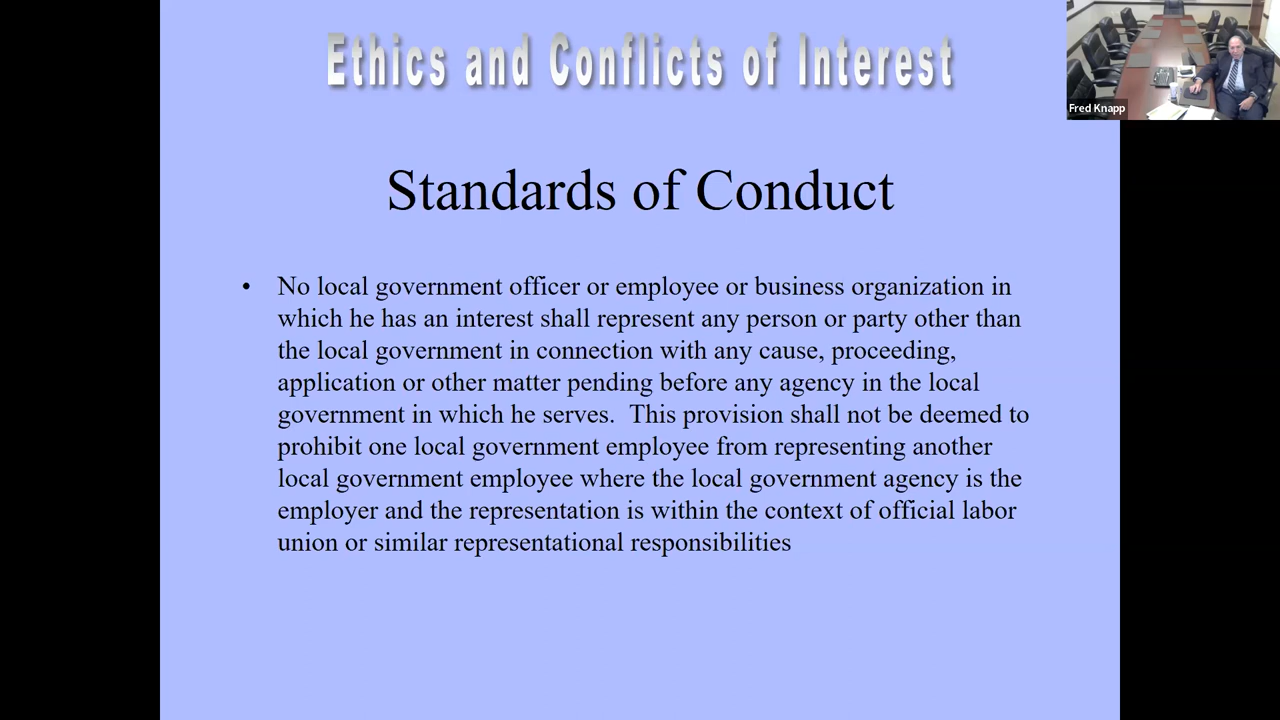 Ethics and Conflicts of Interest
Fred Knapp
Standards of Conduct
• No local government officer or employee or business organization in
which he has an interest shall represent any person or party other than
the local government in connection with any cause, proceeding,
application or other matter pending before any agency in the local
government in which he serves.  This provision shall not be deemed to
prohibit one local government employee from representing another
local government employee where the local government agency is the
employer and the representation is within the context of official labor
union or similar representational responsibilities